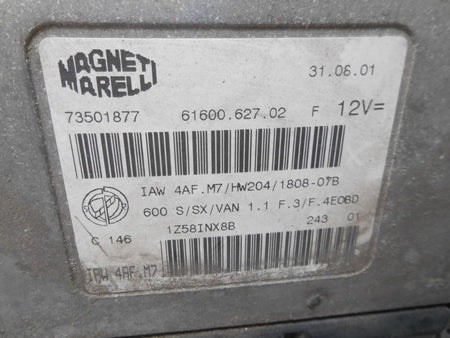 MAGNETI
MARELLI
31.08.01
73501877 61600.627.02 F 12V=
IAW 4AF.M7/HW204/1808-07B
600 S/SX/VAN 1.1 F.3/F.4EOBD
C 146 1Z58INX8B 243 01
IAW 4AF.M7